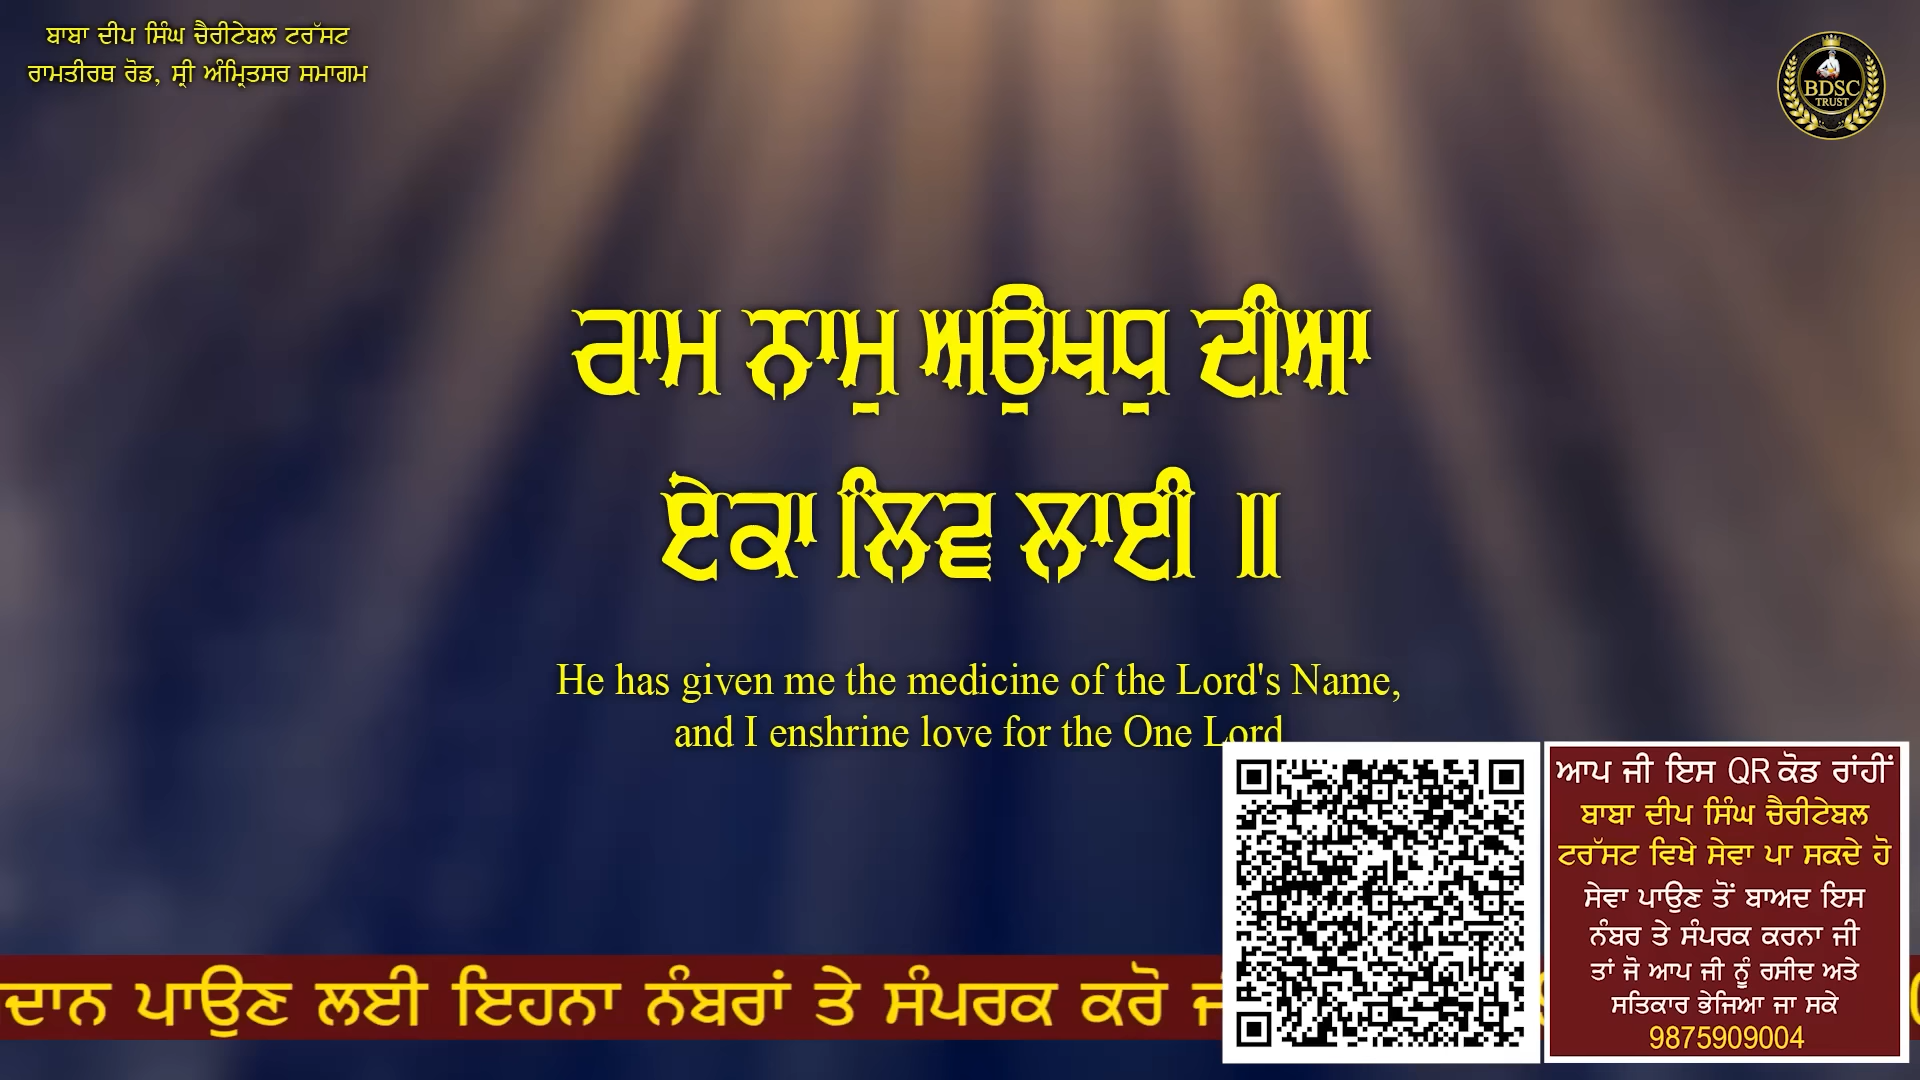 ਬਾਬਾ ਦੀਪ ਸਿੰਘ ਚੈਰੀਟੇਬਲ ਟਰੱਸਟ
ਰਾਮਤੀਰਥ ਰੋਡ, ਸ੍ਰੀ ਅੰਮ੍ਰਿਤਸਰ ਸਮਾਗਮ
BDSC
TRUST
ਰਾਮ ਨਾਮੁ ਅਉਖਧੁ ਦੀਆ
ਏਕਾ ਲਿਵ ਲਾਈ ॥
He has given me the medicine of the Lord's Name,
and I enshrine love for the One Lord
ਆਪ ਜੀ ਇਸ QR ਕੋਡ ਰਾਂਹੀਂ
ਬਾਬਾ ਦੀਪ ਸਿੰਘ ਚੈਰੀਟੇਬਲ
ਟਰੱਸਟ ਵਿਖੇ ਸੇਵਾ ਪਾ ਸਕਦੇ ਹੋ
ਸੇਵਾ ਪਾਉਣ ਤੋਂ ਬਾਅਦ ਇਸ
ਨੰਬਰ ਤੇ ਸੰਪਰਕ ਕਰਨਾ ਜੀ
ਤਾਂ ਜੋ ਆਪ ਜੀ ਨੂੰ ਰਸੀਦ ਅਤੇ
ਸਤਿਕਾਰ ਭੇਜਿਆ ਜਾ ਸਕੇ
9875909004
ਦਾਨ ਪਾਉਣ ਲਈ ਇਹਨਾ ਨੰਬਰਾਂ ਤੇ ਸੰਪਰਕ ਕਰੋ